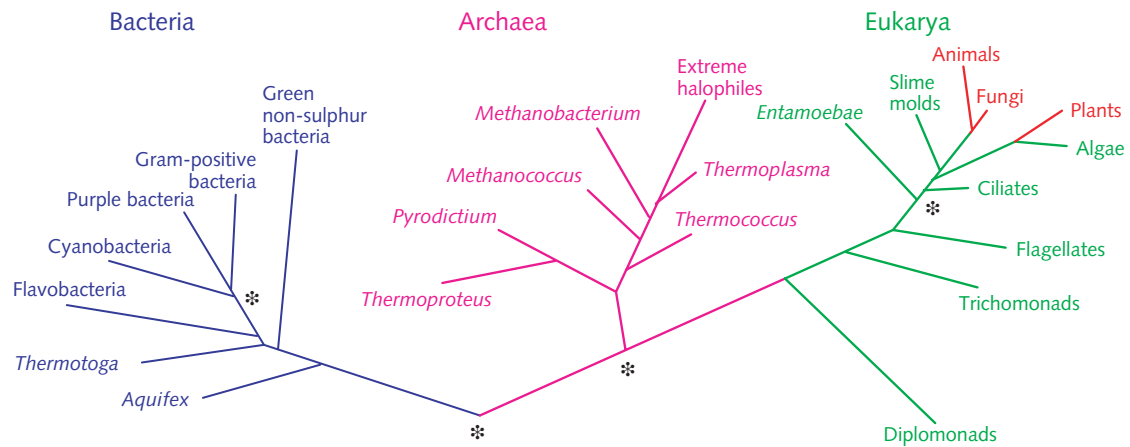 Bacteria
Archaea
Eukarya
Green
non-sulphur
bacteria
Gram-positive
bacteria
Purple bacteria
Cyanobacteria
Flavobacteria
Thermotoga
Aquifex
Extreme
halophiles
Methanobacterium
Methanococcus
Thermoplasma
Pyrodictium
Thermococcus
Thermoproteus
Animals
Slime
molds
Fungi
Entamoebae
Plants
Algae
Ciliates
Flagellates
Trichomonads
Diplomonads
*
*
*
*